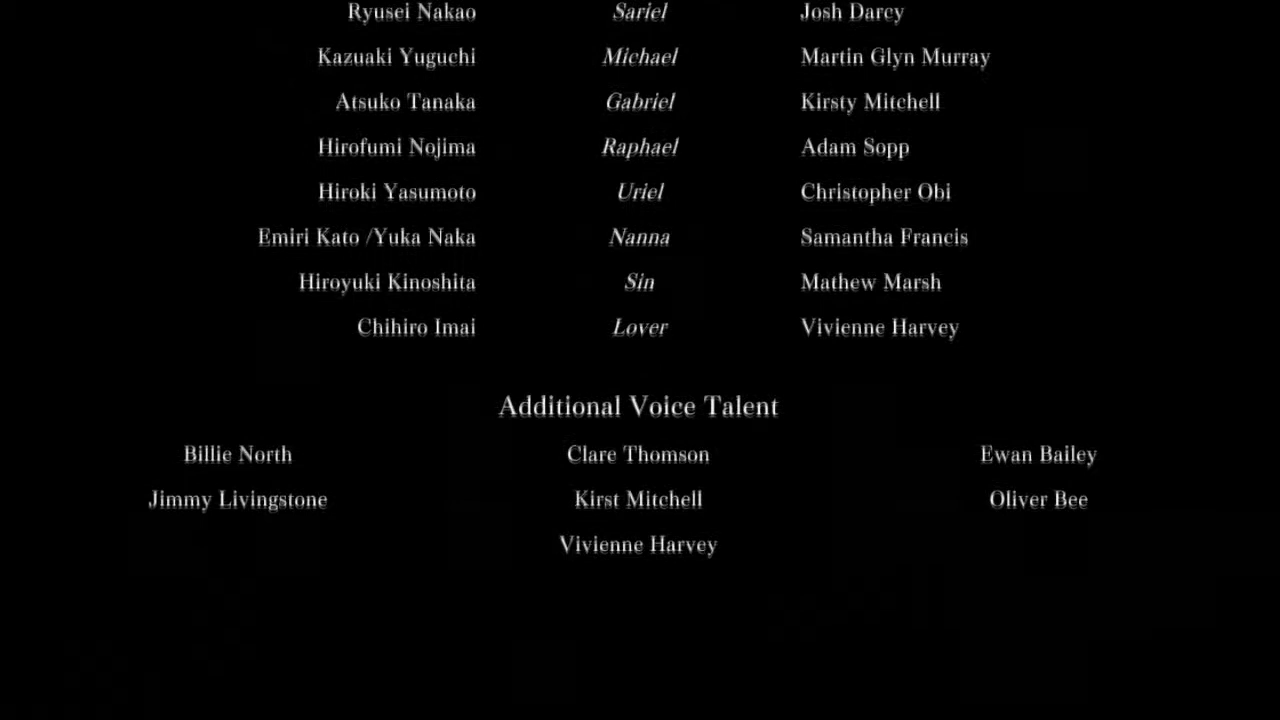 Ryusei Nakao Sariel Josh Darcy
Kazuaki Yuguchi Michael Martin Glyn Murray
Atsuko Tanaka Gabriel Kirsty Mitchell
Hirofumi Nojima Raphael Adam Sopp
Hiroki Yasumoto Uriel Christopher Obi
Emiri Kato /Yuka Naka Nanna Samantha Francis
Hiroyuki Kinoshita Sin Mathew Marsh
Chihiro Imai Lover Vivienne Harvey
Additional Voice Talent
Billie North Clare Thomson Ewan Bailey
Jimmy Livingstone Kirst Mitchell Oliver Bee
Vivienne Harvey